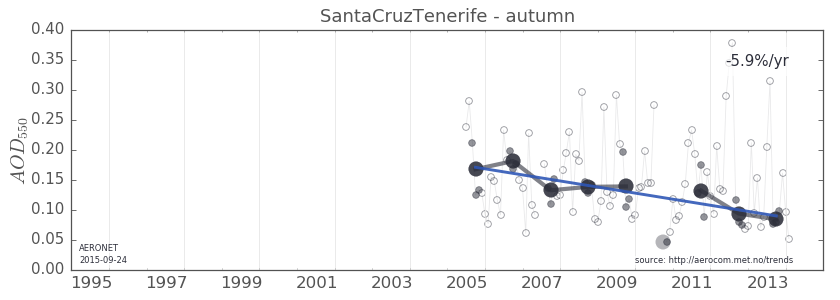 SantaCruzTenerife - autumn
0.40
0.35
0.30
0.25
0.20
0.15
0.10
0.05
0.00
AOD550
-5.9%/yr
AERONET
2015-09-24
source: http://aerocom.met.no/trends
1995 1997 1999 2001 2003 2005 2007 2009 2011 2013